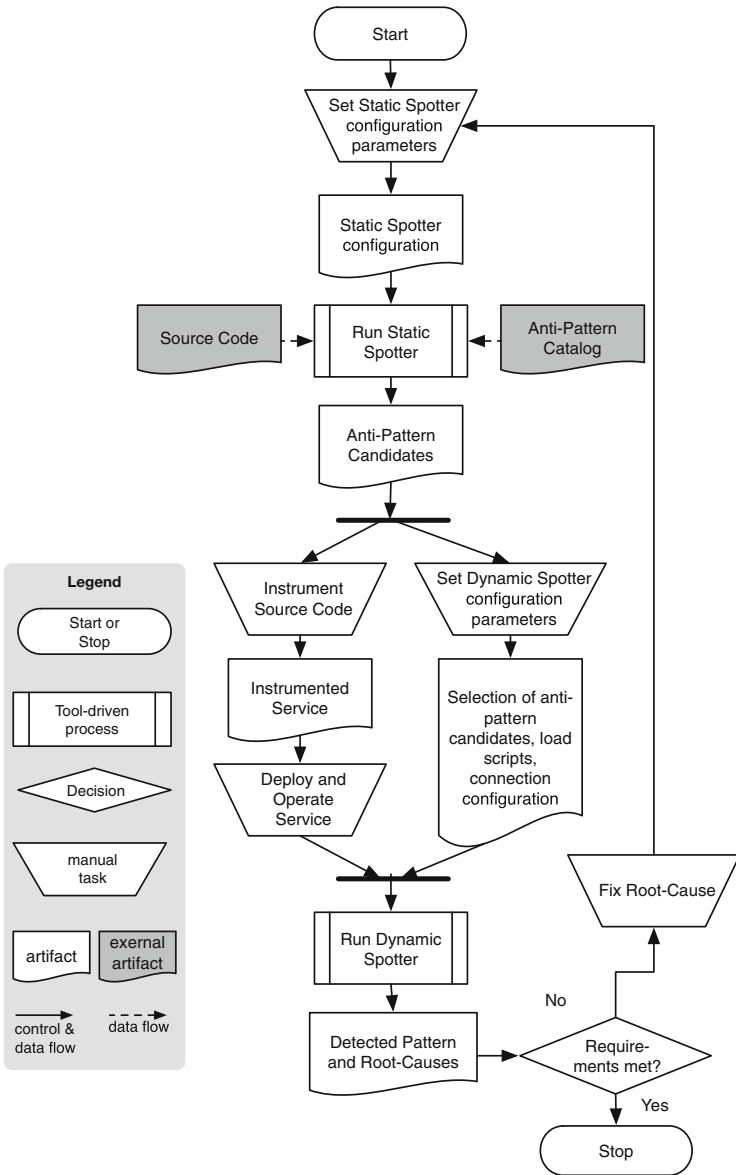 Start
Set Static Spotter
configuration
parameters
Static Spotter
configuration
Source Code
Run Static
Spotter
Anti-Pattern
Catalog
Anti-Pattern
Candidates
Instrument
Source Code
Set Dynamic Spotter
configuration
parameters
Instrumented
Service
Selection of anti-
pattern
candidates, load
scripts,
connection
configuration
Deploy and
Operate
Service
Run Dynamic
Spotter
Detected Pattern
and Root-Causes
Require-
ments met?
No
Yes
Fix Root-Cause
Stop
Legend
Start or
Stop
Tool-driven
process
Decision
manual
task
artifact
exernal
artifact
control &
data flow
data flow